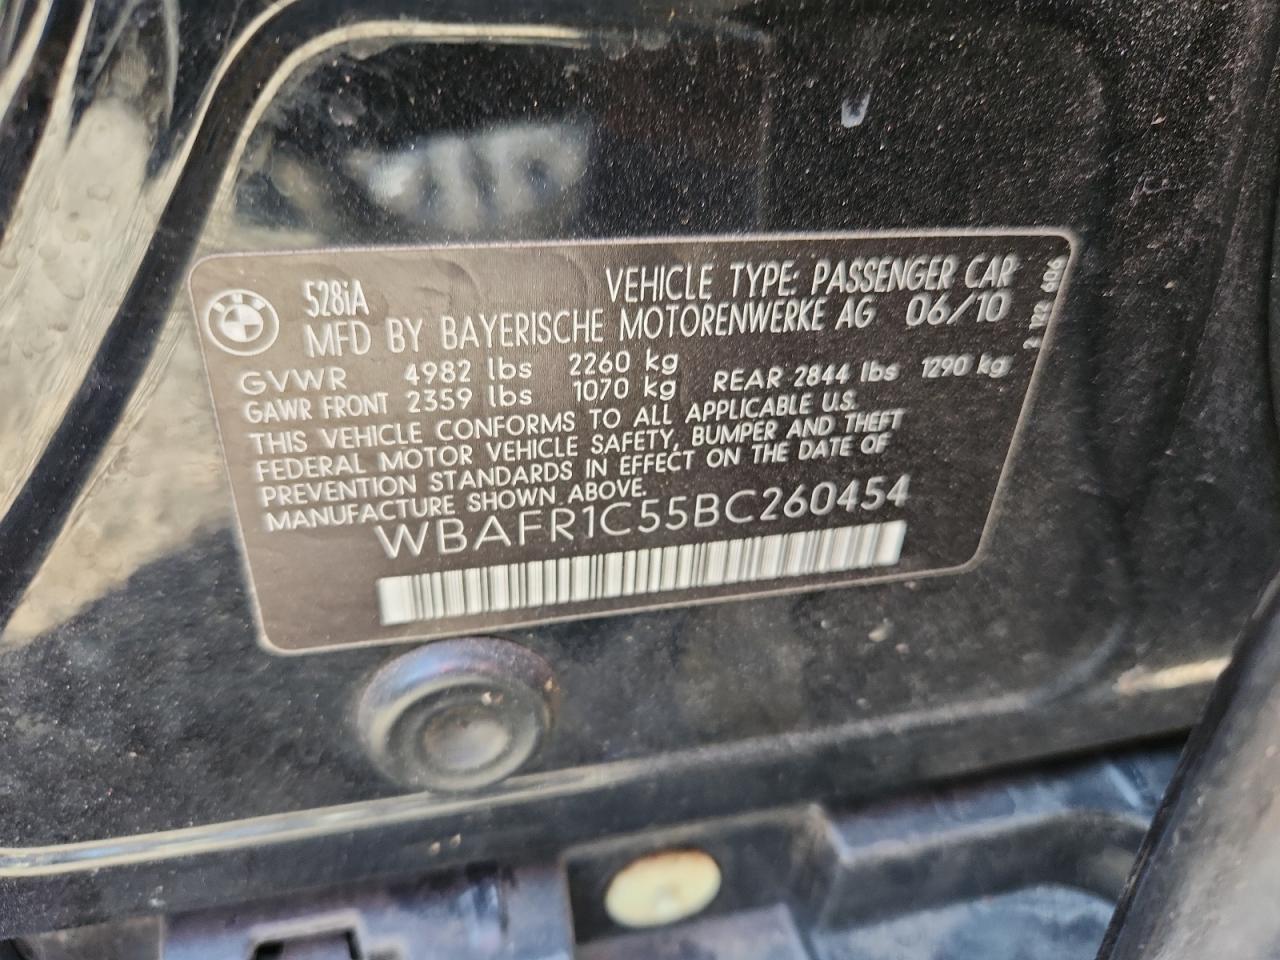 528iA VEHICLE TYPE: PASSENGER CAR
MFD BY BAYERISCHE MOTORENWERKE AG 06/10
GVWR 4982 lbs 2260 kg
GAWR FRONT 2359 lbs 1070 kg REAR 2844 lbs 1290 kg
THIS VEHICLE CONFORMS TO ALL APPLICABLE U.S.
FEDERAL MOTOR VEHICLE SAFETY, BUMPER AND THEFT
PREVENTION STANDARDS IN EFFECT ON THE DATE OF
MANUFACTURE SHOWN ABOVE.
WBAFR1C55BC260454